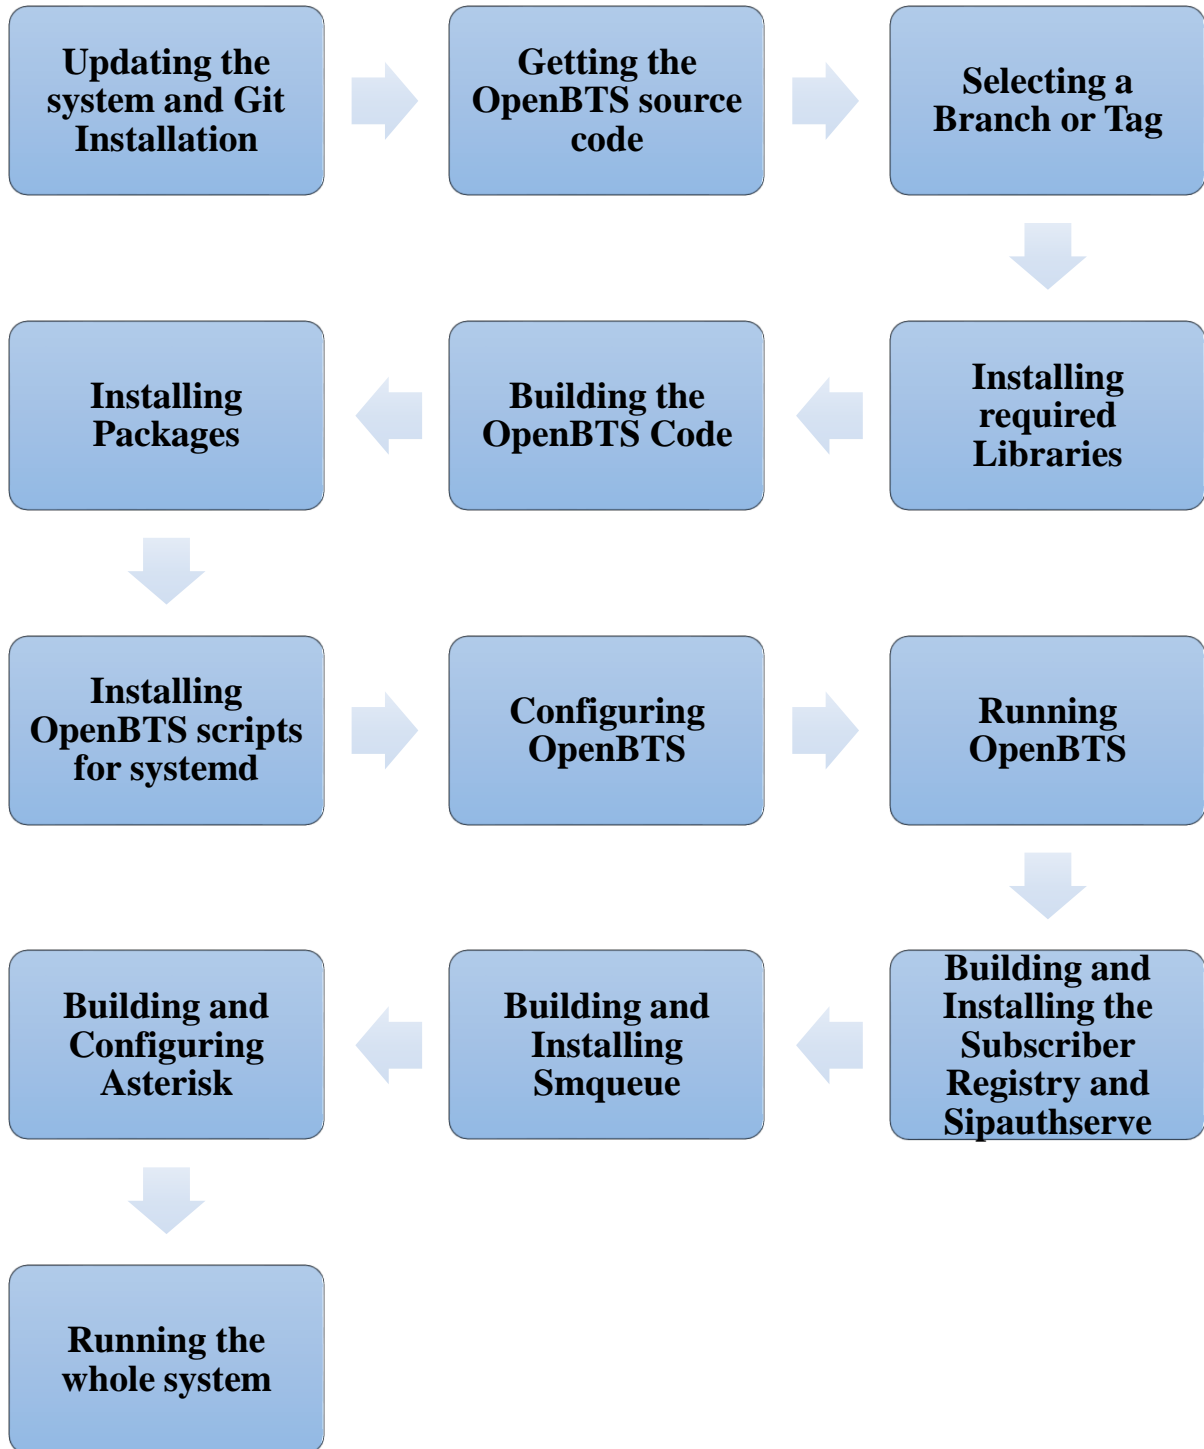 Updating the
system and Git
Installation
Getting the
OpenBTS source
code
Selecting a
Branch or Tag
Installing
required
Libraries
Building the
OpenBTS Code
Installing
Packages
Installing
OpenBTS scripts
for systemd
Configuring
OpenBTS
Running
OpenBTS
Building and
Installing the
Subscriber
Registry and
Sipauthserve
Building and
Installing
Smqueue
Building and
Configuring
Asterisk
Running the
whole system